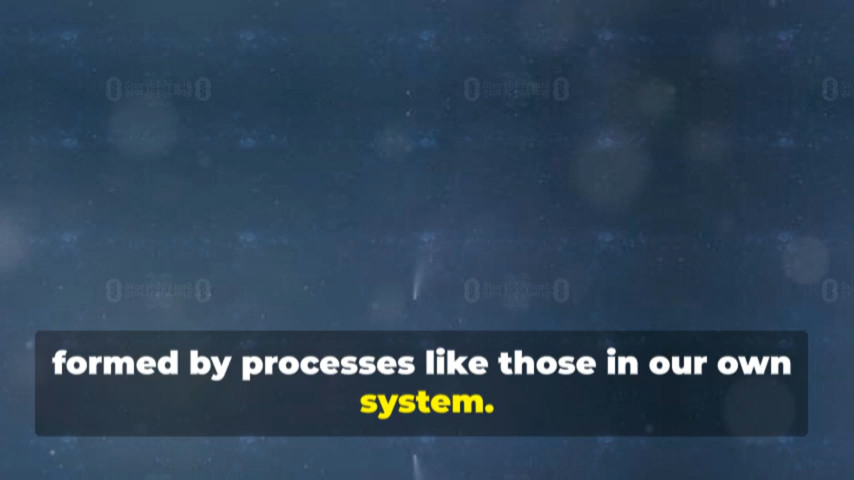 formed by processes like those in our own
system.